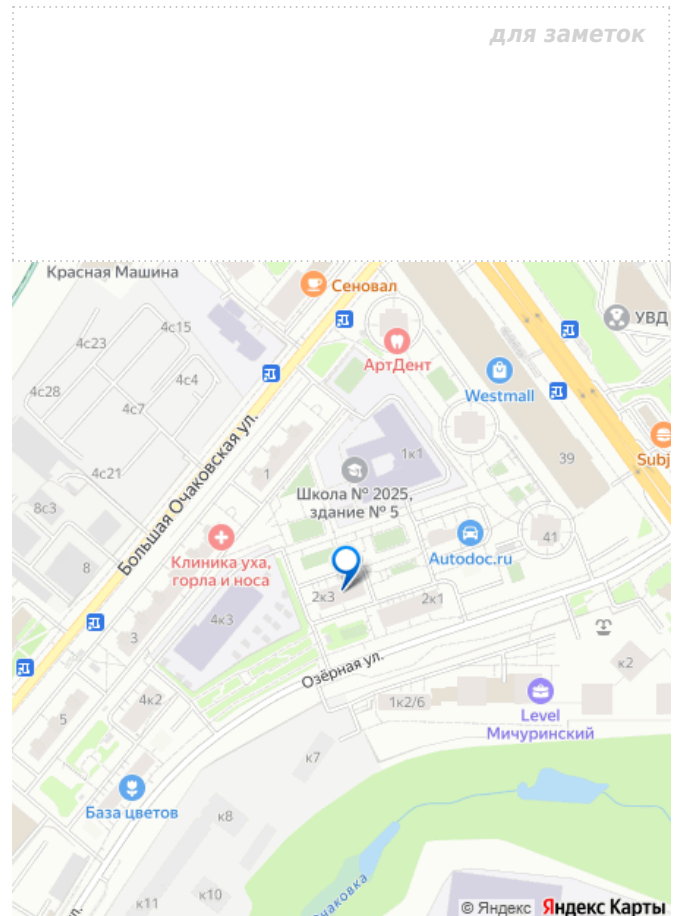 для заметок
Красная Машина
Сеновал
УВД
4с15
4с23
АртДент
4с4
4с28
Westmall
4с7
Большая Очаковская ул.
1к1
39
Subj
4с21
1
Школа № 2025,
здание № 5
8с3
41
Клиника уха,
горла и носа
Autodoc.ru
8
2к3
2к1
4к3
3
Озёрная ул.
к2
4к2
1к2/6
5
Level
Мичуринский
к7
База цветов
к8
к10
к11
ул.
Очаковка
© Яндекс Яндекс Карты